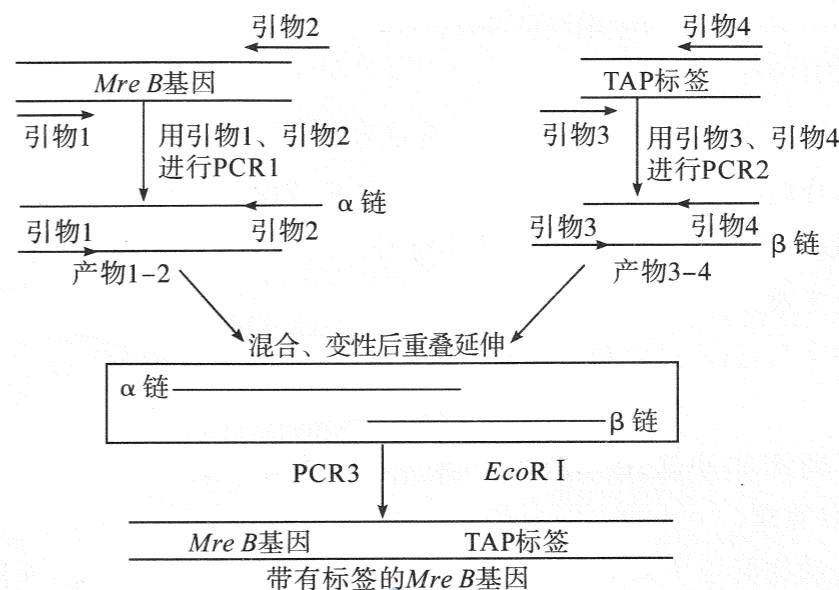 引物2
引物4
Mre B基因
TAP标签
引物1
用引物1、引物2
进行PCR1
引物3
用引物3、引物4
进行PCR2
α 链
引物1
引物2
引物3
引物4
β 链
产物1-2
产物3-4
混合、变性后重叠延伸
α 链
β 链
PCR3
EcoR Ⅰ
Mre B基因
TAP标签
带有标签的Mre B基因